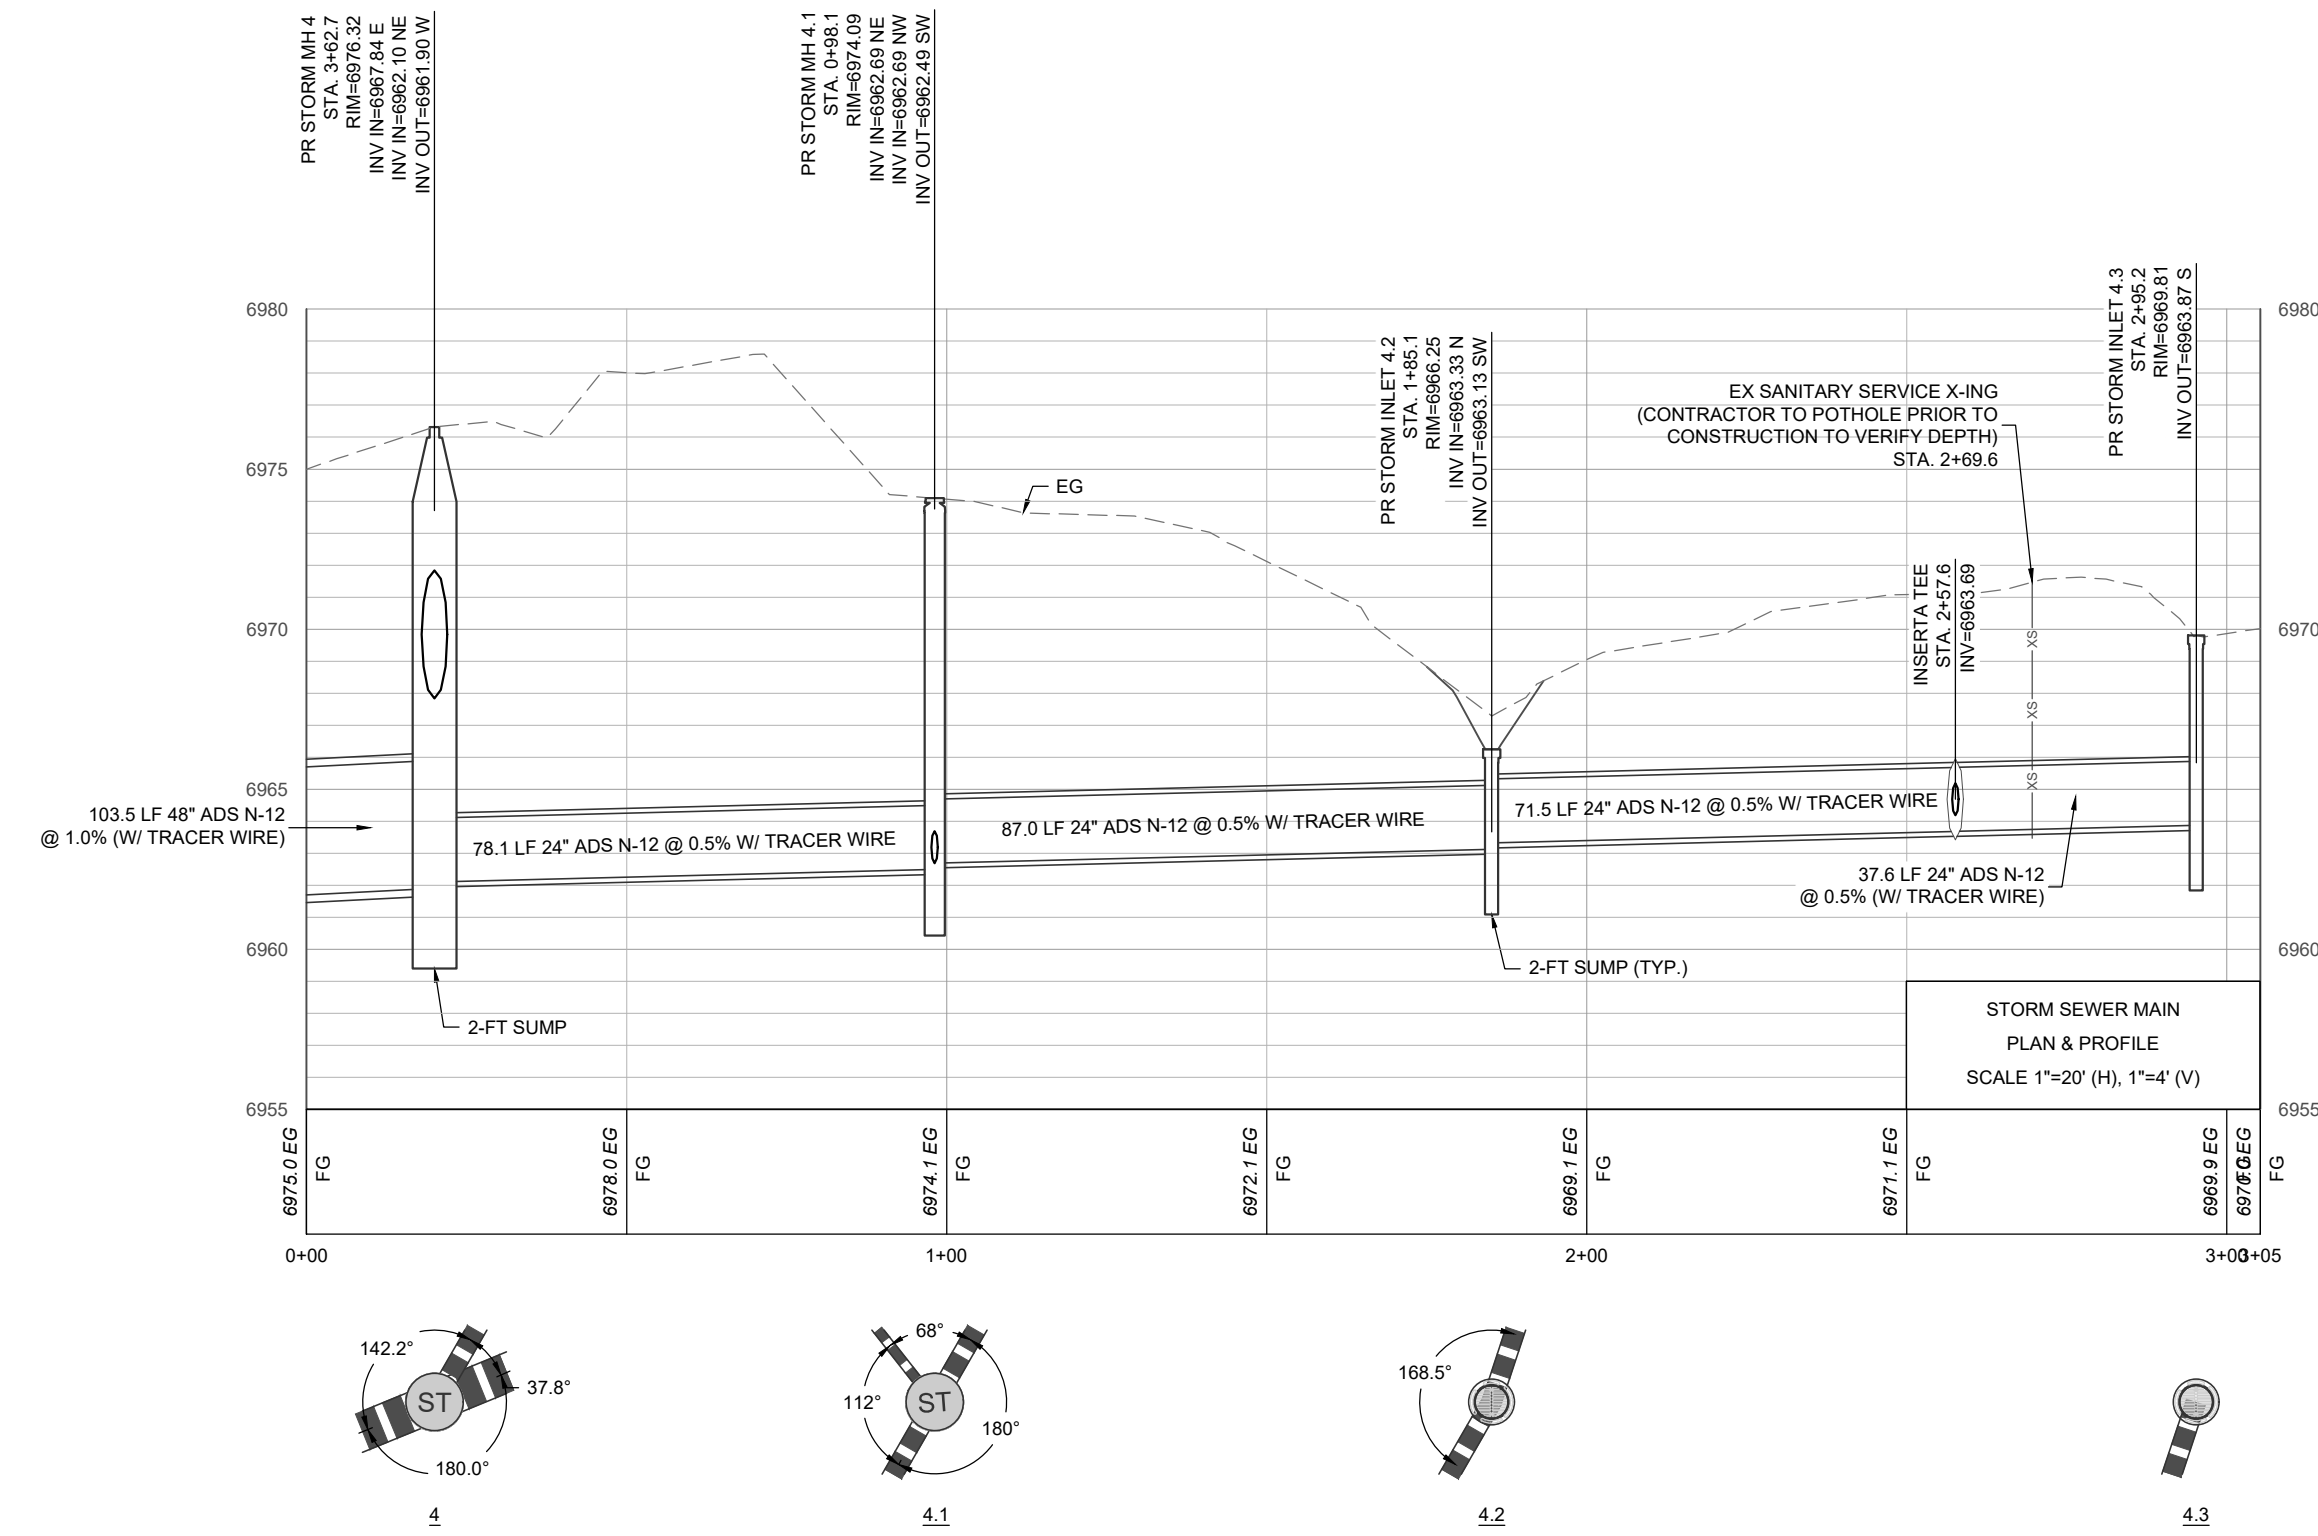 PR STORM MH 4
STA. 3+62.7
RIM=6976.32
INV IN=6967.84 E
INV IN=6962.10 NE
INV OUT=6961.90 W
PR STORM MH 4.1
STA. 0+98.1
RIM=6974.09
INV IN=6962.69 NE
INV IN=6962.69 NW
INV OUT=6962.49 SW
PR STORM INLET 4.2
STA. 1+85.1
RIM=6966.25
INV IN=6963.33 N
INV OUT=6963.13 SW
EX SANITARY SERVICE X-ING
(CONTRACTOR TO POTHOLE PRIOR TO
CONSTRUCTION TO VERIFY DEPTH)
STA. 2+69.6
PR STORM INLET 4.3
STA. 2+95.2
RIM=6969.81
INV OUT=6963.87 S
INSERTA TEE
STA. 2+57.6
INV=6963.69
6980
6975
6970
6965
6960
6955
6980
6970
6960
6955
EG
XS
XS
XS
103.5 LF 48" ADS N-12
@ 1.0% (W/ TRACER WIRE)
78.1 LF 24" ADS N-12 @ 0.5% W/ TRACER WIRE
87.0 LF 24" ADS N-12 @ 0.5% W/ TRACER WIRE
71.5 LF 24" ADS N-12 @ 0.5% W/ TRACER WIRE
37.6 LF 24" ADS N-12
@ 0.5% (W/ TRACER WIRE)
2-FT SUMP
2-FT SUMP (TYP.)
STORM SEWER MAIN
PLAN & PROFILE
SCALE 1"=20' (H), 1"=4' (V)
6975.0 EG
FG
6978.0 EG
FG
6974.1 EG
FG
6972.1 EG
FG
6969.1 EG
FG
6971.1 EG
FG
6969.9 EG
FG
6970.0 EG
FG
0+00
1+00
2+00
3+00
3+05
142.2°
37.8°
180.0°
ST
4
68°
112°
180°
ST
4.1
168.5°
4.2
4.3